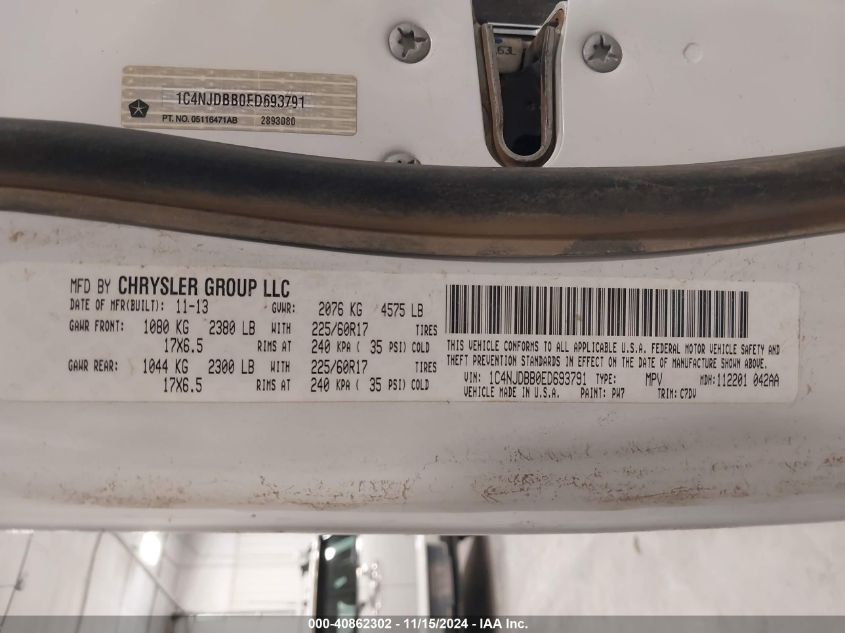 63L
1C4NJDBB0ED693791
PT. NO. 05116471AB 2893080
MFD BY CHRYSLER GROUP LLC
DATE OF MFR(BUILT): 11-13 GVWR: 2076 KG 4575 LB
GAWR FRONT: 1080 KG 2380 LB WITH 225/60R17 TIRES
17X6.5 RIMS AT 240 KPA ( 35 PSI) COLD
GAWR REAR: 1044 KG 2300 LB WITH 225/60R17 TIRES
17X6.5 RIMS AT 240 KPA ( 35 PSI) COLD
THIS VEHICLE CONFORMS TO ALL APPLICABLE U.S.A. FEDERAL MOTOR VEHICLE SAFETY AND
THEFT PREVENTION STANDARDS IN EFFECT ON THE DATE OF MANUFACTURE SHOWN ABOVE.
VIN: 1C4NJDBB0ED693791 TYPE: MPV MDH: 112201 042AA
VEHICLE MADE IN U.S.A. PAINT: PW7 TRIM: C7DV
000-40862302 - 11/15/2024 - IAA Inc.